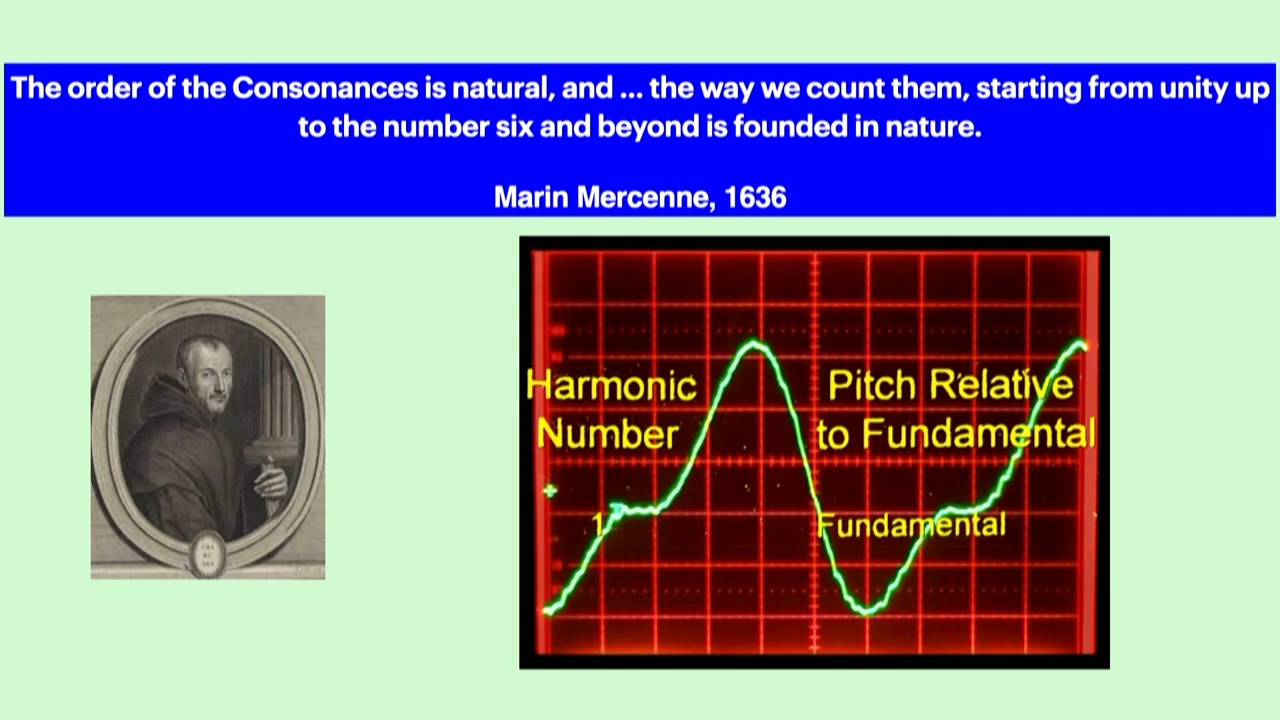 The order of the Consonances is natural, and ... the way we count them, starting from unity up
to the number six and beyond is founded in nature.
Marin Mercenne, 1636
Harmonic
Number
Pitch Relative
to Fundamental
1
Fundamental